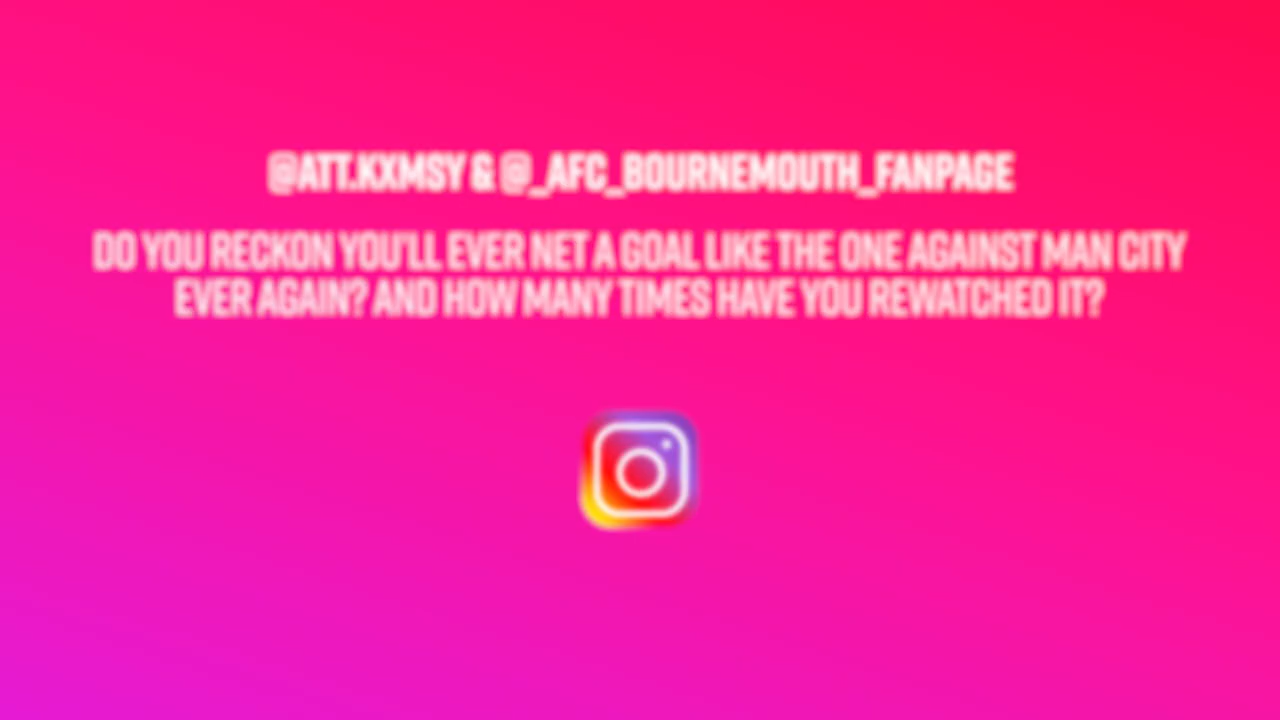 @ATT.KXMSY & @_AFC_BOURNEMOUTH_FANPAGE
DO YOU RECKON YOU'LL EVER NET A GOAL LIKE THE ONE AGAINST MAN CITY
EVER AGAIN? AND HOW MANY TIMES HAVE YOU REWATCHED IT?